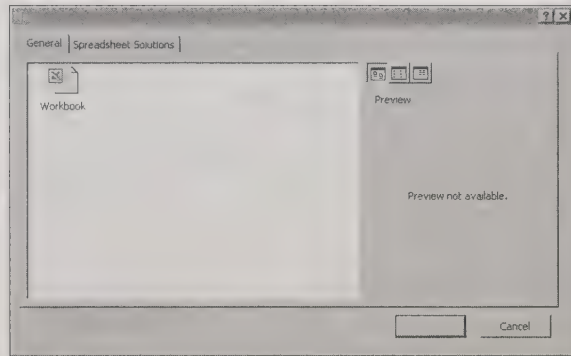 General Spreadsheet Solutions
Workbook
Preview
Preview not available.
Cancel